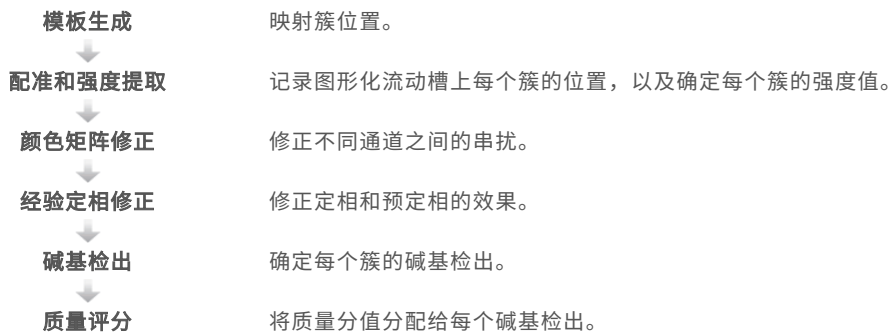 模板生成 映射簇位置。
配准和强度提取 记录图形化流动槽上每个簇的位置，以及确定每个簇的强度值。
颜色矩阵修正 修正不同通道之间的串扰。
经验定相修正 修正定相和预定相的效果。
碱基检出 确定每个簇的碱基检出。
质量评分 将质量分值分配给每个碱基检出。